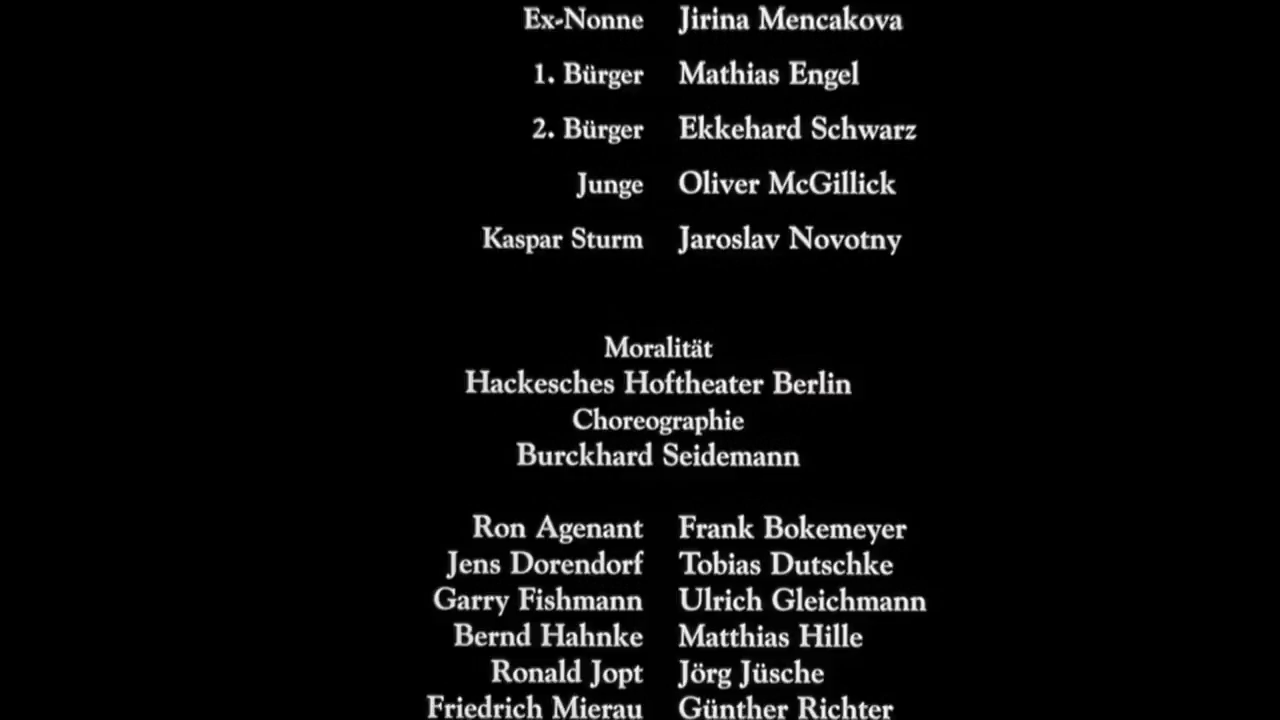 Ex-Nonne Jirina Mencakova
1. Bürger Mathias Engel
2. Bürger Ekkehard Schwarz
Junge Oliver McGillick
Kaspar Sturm Jaroslav Novotny
Moralität
Hackesches Hoftheater Berlin
Choreographie
Burckhard Seidemann
Ron Agenant Frank Bokemeyer
Jens Dorendorf Tobias Dutschke
Garry Fishmann Ulrich Gleichmann
Bernd Hahnke Matthias Hille
Ronald Jopt Jörg Jüsche
Friedrich Mierau Günther Richter